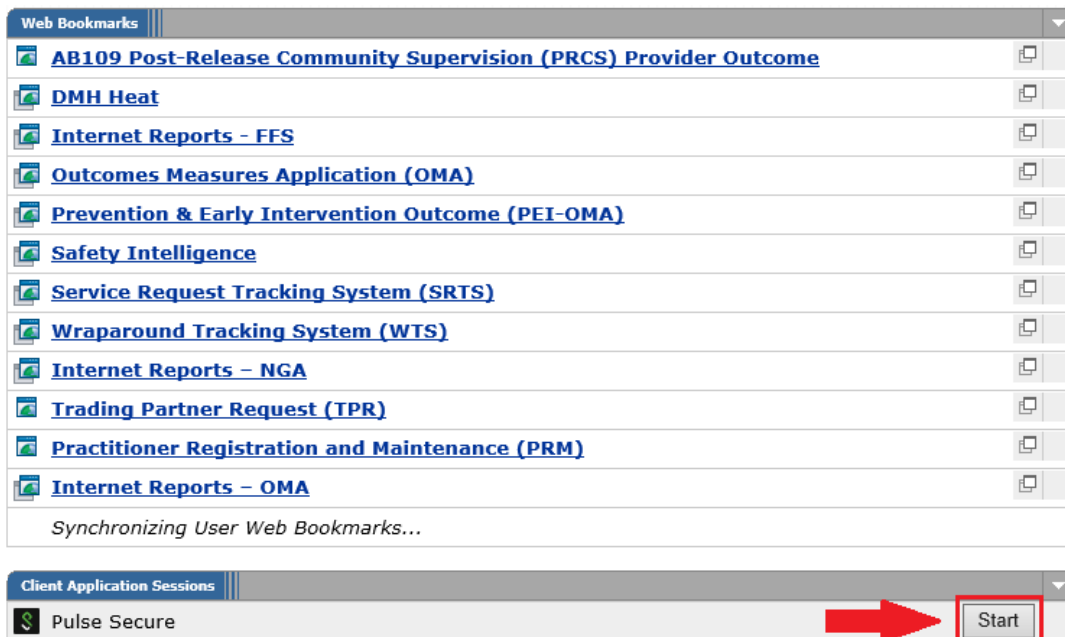 Web Bookmarks
AB109 Post-Release Community Supervision (PRCS) Provider Outcome
DMH Heat
Internet Reports - FFS
Outcomes Measures Application (OMA)
Prevention & Early Intervention Outcome (PEI-OMA)
Safety Intelligence
Service Request Tracking System (SRTS)
Wraparound Tracking System (WTS)
Internet Reports – NGA
Trading Partner Request (TPR)
Practitioner Registration and Maintenance (PRM)
Internet Reports – OMA
Synchronizing User Web Bookmarks...
Client Application Sessions
Pulse Secure Start